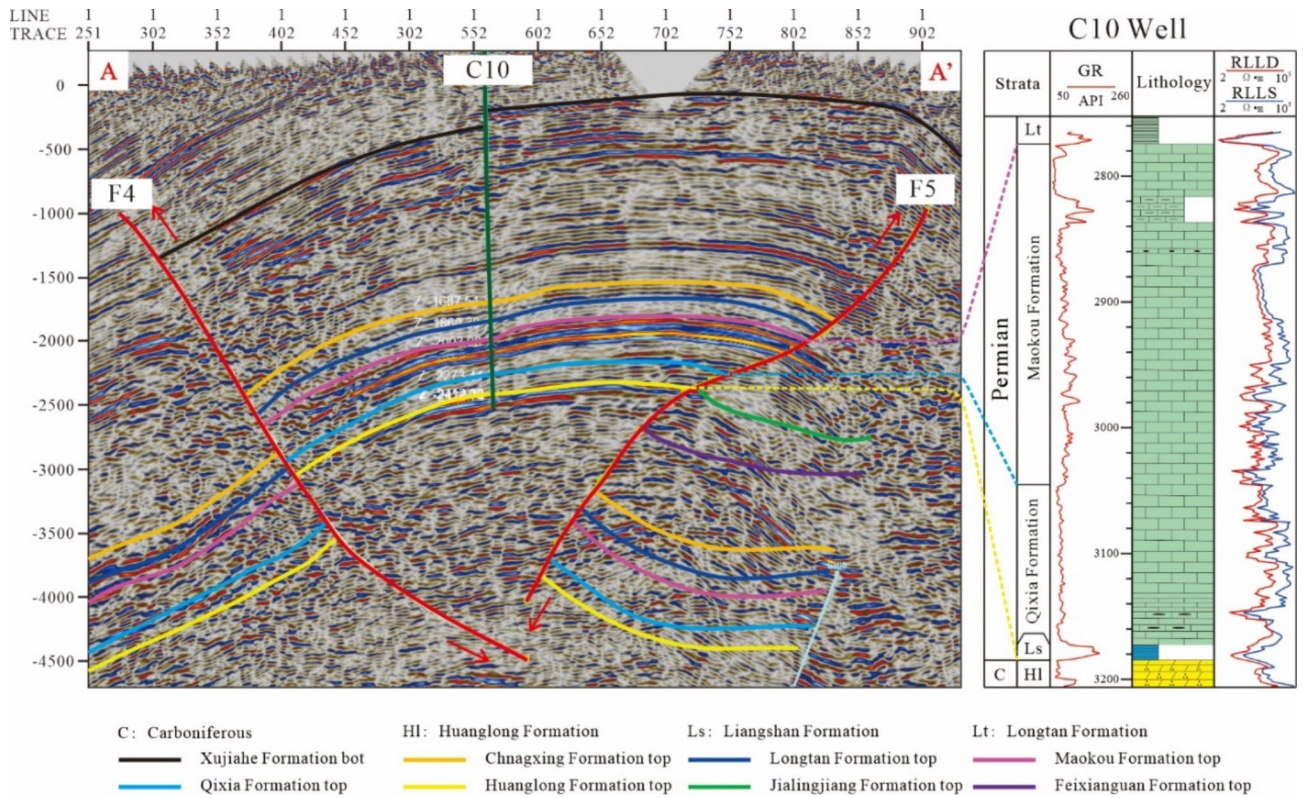 LINE 1 1 1 1 1 1 1 1 1 1 1 1 1 1
TRACE 251 302 352 402 452 302 402 552 602 652 702 752 802 852 902
C10 Well
A
C10
A'
F4
F5
0
-500
-1000
-1500
-2000
-2500
-3000
-3500
-4000
-4500
Strata
GR
50 260
API
Lithology
RLLD
2 Ω•m 10⁵
RLLS
2 Ω•m 10⁵
Permian
Lt
Maokou Formation
Qixia Formation
Ls
C
Hl
2800
2900
3000
3100
3200
C: Carboniferous
Hl: Huanglong Formation
Ls: Liangshan Formation
Lt: Longtan Formation
Xujiahe Formation bot
Chnagxing Formation top
Longtan Formation top
Maokou Formation top
Qixia Formation top
Huanglong Formation top
Jialingjiang Formation top
Feixianguan Formation top